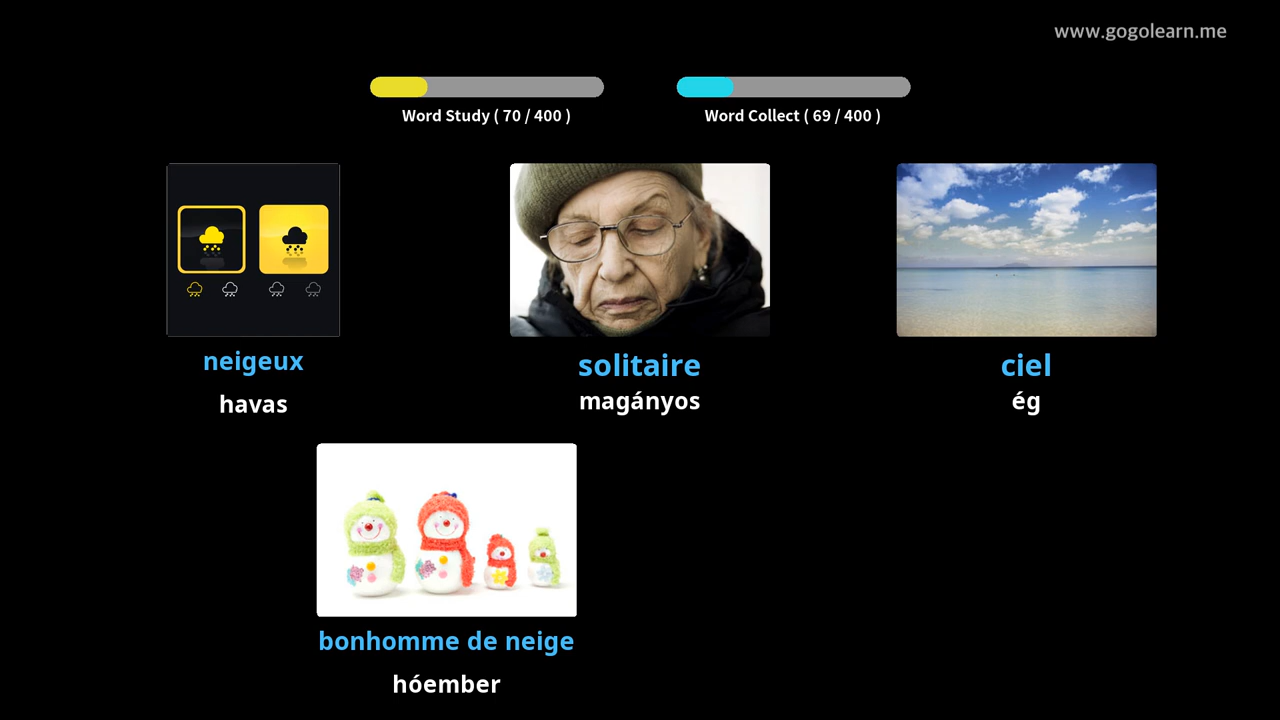 www.gogolearn.me
Word Study ( 70 / 400 )
Word Collect ( 69 / 400 )
neigeux
havas
solitaire
magányos
ciel
ég
bonhomme de neige
hóember